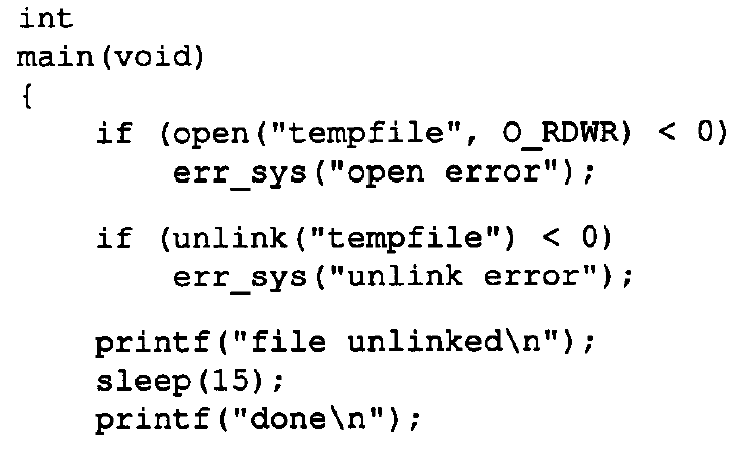 int
main(void)
{
    if (open("tempfile", O_RDWR) < 0)
        err_sys("open error");
    if (unlink("tempfile") < 0)
        err_sys("unlink error");
    printf("file unlinked\n");
    sleep(15);
    printf("done\n");